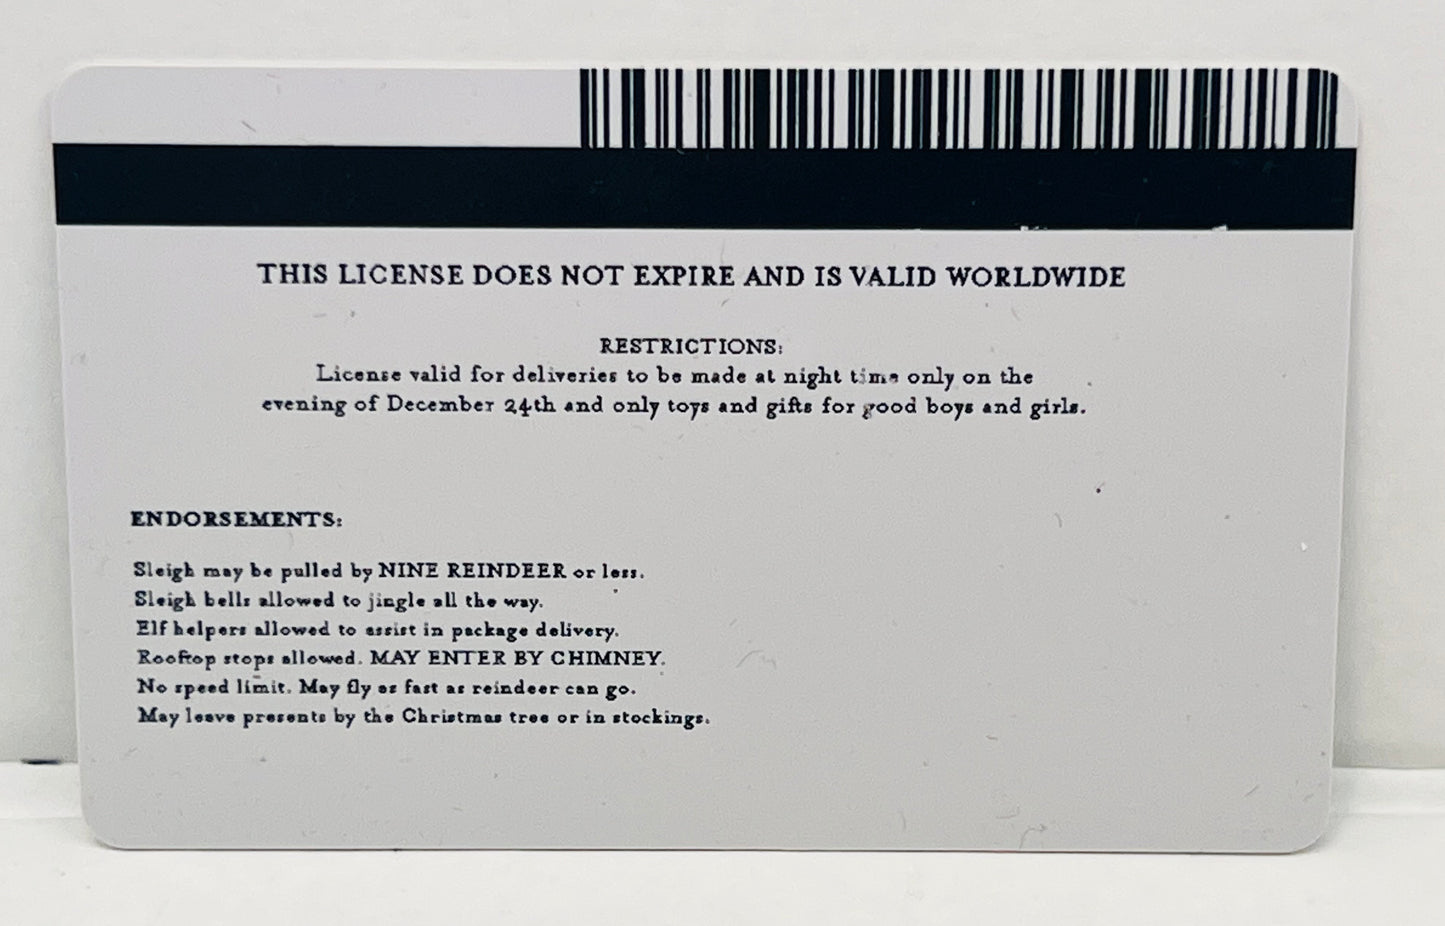 THIS LICENSE DOES NOT EXPIRE AND IS VALID WORLDWIDE
RESTRICTIONS:
License valid for deliveries to be made at night time only on the
evening of December 24th and only toys and gifts for good boys and girls.
ENDORSEMENTS:
Sleigh may be pulled by NINE REINDEER or less.
Sleigh bells allowed to jingle all the way.
Elf helpers allowed to assist in package delivery.
Rooftop stops allowed. MAY ENTER BY CHIMNEY.
No speed limit. May fly as fast as reindeer can go.
May leave presents by the Christmas tree or in stockings.